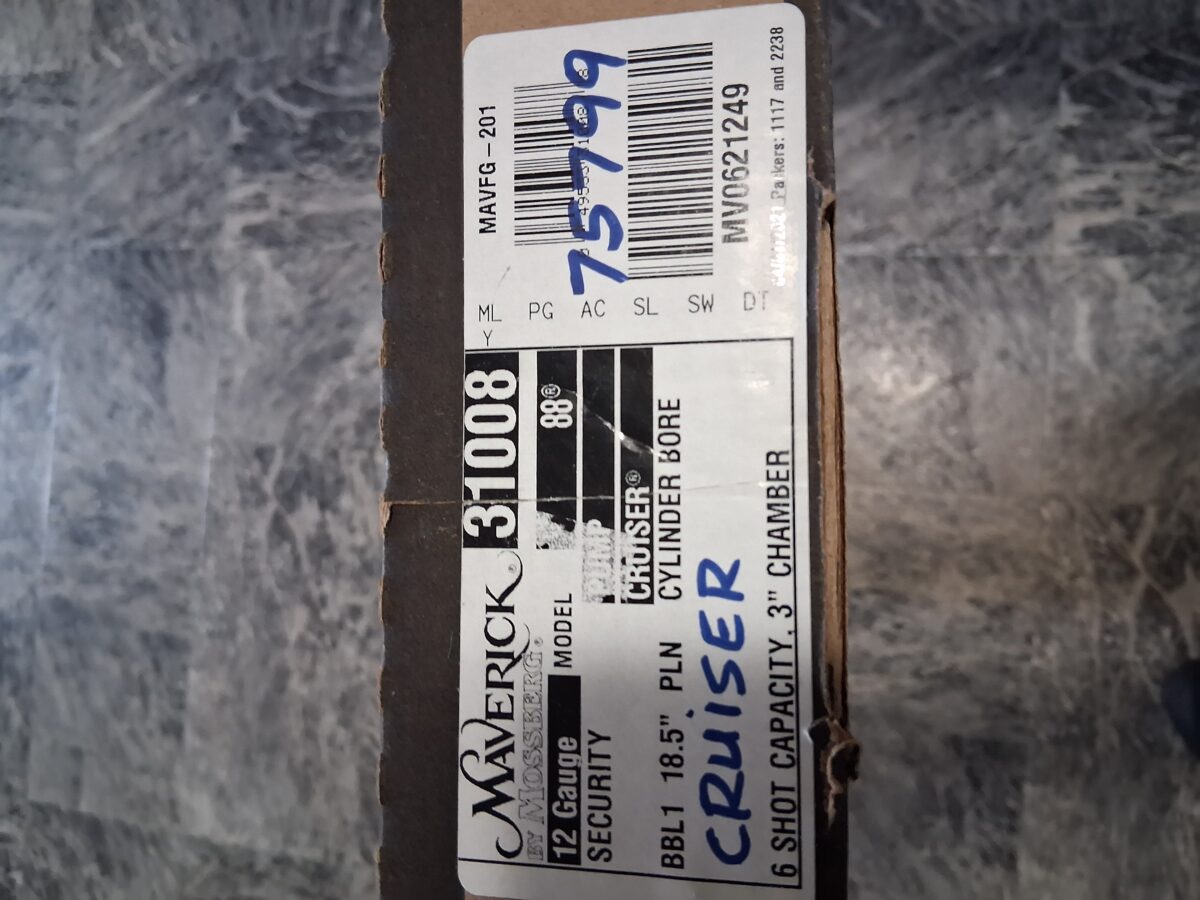 MAVERICK® 31008
BY MOSSBERG®
12 Gauge MODEL 88®
SECURITY PUMP
CRUISER®
BBL1 18.5" PLN CYLINDER BORE
CRUiSER
6 SHOT CAPACITY, 3" CHAMBER
ML PG AC SL SW DT
Y
MAVFG-201
75799
MV0621249
Packers: 1117 and 2238